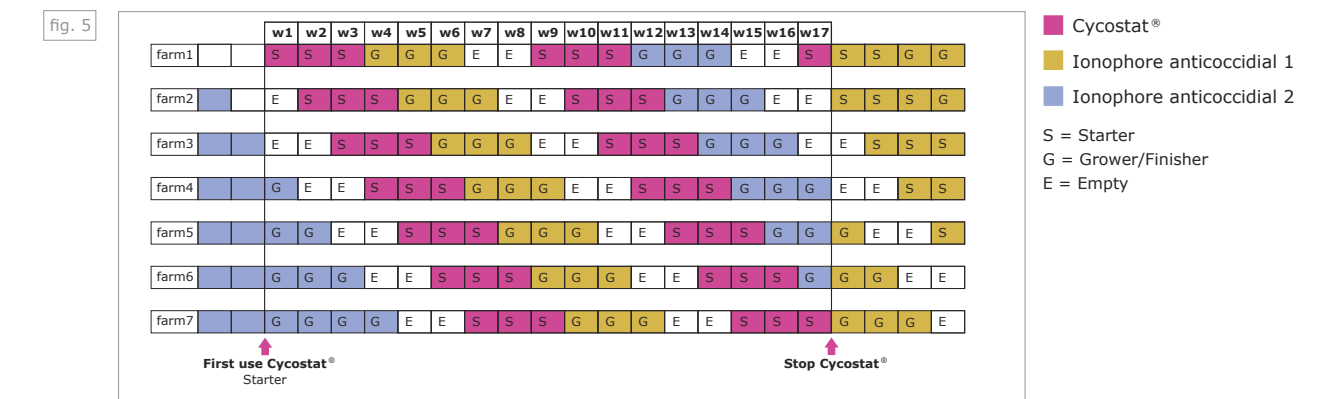 fig. 5
w1 w2 w3 w4 w5 w6 w7 w8 w9 w10 w11 w12 w13 w14 w15 w16 w17
farm1 S S S G G G E E S S S G G G E E S S S G G
farm2 E S S S G G G E E S S S G G G E E S S S G
farm3 E E S S S G G G E E S S S G G G E E S S S
farm4 G E E S S S G G G E E S S S G G G E E S S
farm5 G G E E S S S G G G E E S S S G G G E E S
farm6 G G G E E S S S G G G E E S S S G G G E E
farm7 G G G G E E S S S G G G E E S S S G G G E
First use Cycostat®
Starter
Stop Cycostat®
Cycostat®
Ionophore anticoccidial 1
Ionophore anticoccidial 2
S = Starter
G = Grower/Finisher
E = Empty